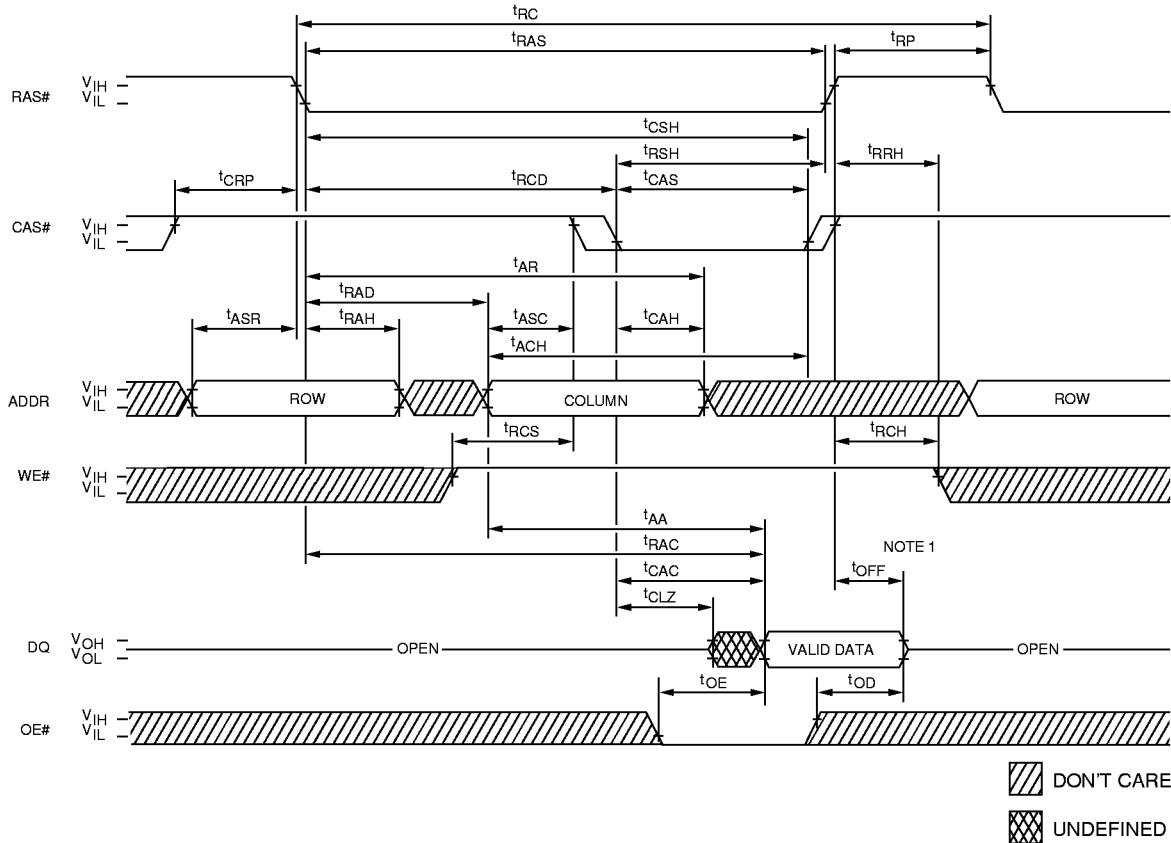 tRC
tRAS
tRP
RAS#
VIH
VIL
tCSH
tRSH
tRRH
tCRP
tRCD
tCAS
CAS#
VIH
VIL
tAR
tRAD
tASR
tRAH
tASC
tCAH
tACH
ADDR
VIH
VIL
ROW
COLUMN
ROW
tRCS
tRCH
WE#
VIH
VIL
tAA
tRAC
NOTE 1
tCAC
tOFF
tCLZ
DQ
VOH
VOL
OPEN
VALID DATA
OPEN
tOE
tOD
OE#
VIH
VIL
DON'T CARE
UNDEFINED